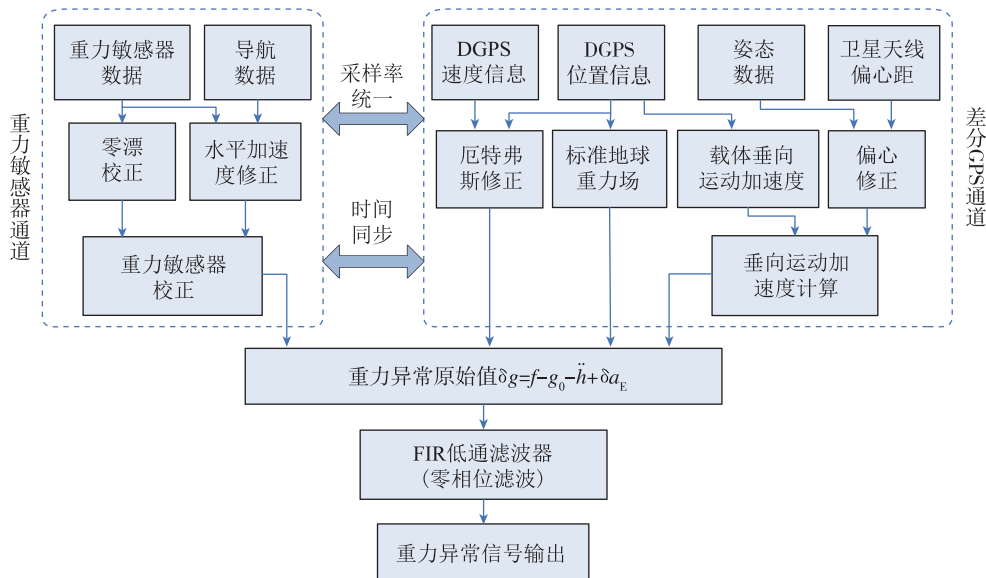 重力敏感器通道
重力敏感器
数据
导航
数据
零漂
校正
水平加速
度修正
重力敏感器
校正
采样率
统一
时间
同步
DGPS
速度信息
DGPS
位置信息
姿态
数据
卫星天线
偏心距
厄特弗
斯修正
标准地球
重力场
载体垂向
运动加速度
偏心
修正
垂向运动加
速度计算
差分GPS通道
重力异常原始值δg=f−g₀−ḧ+δa_E
FIR低通滤波器
（零相位滤波）
重力异常信号输出